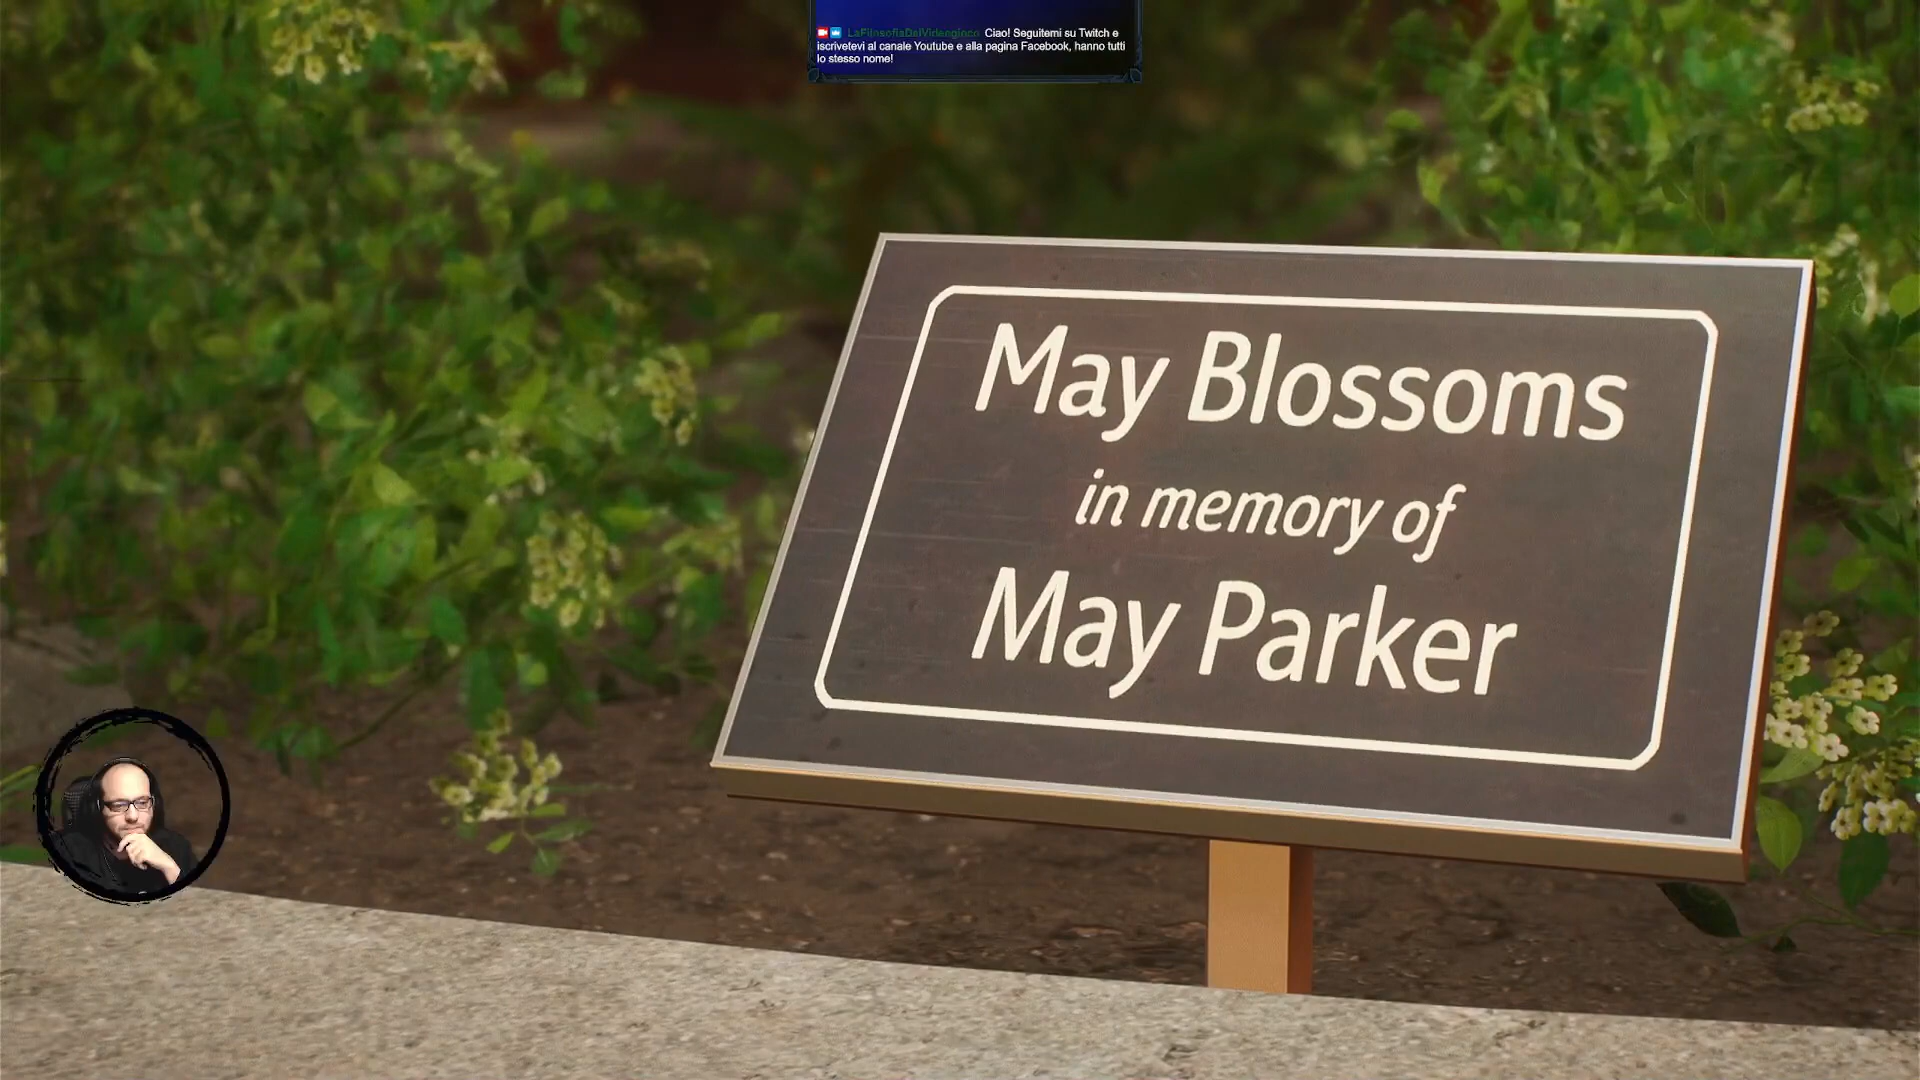 LaFilosofiaDelVideogioco Ciao! Seguitemi su Twitch e
iscrivetevi al canale Youtube e alla pagina Facebook, hanno tutti
lo stesso nome!
May Blossoms
in memory of
May Parker